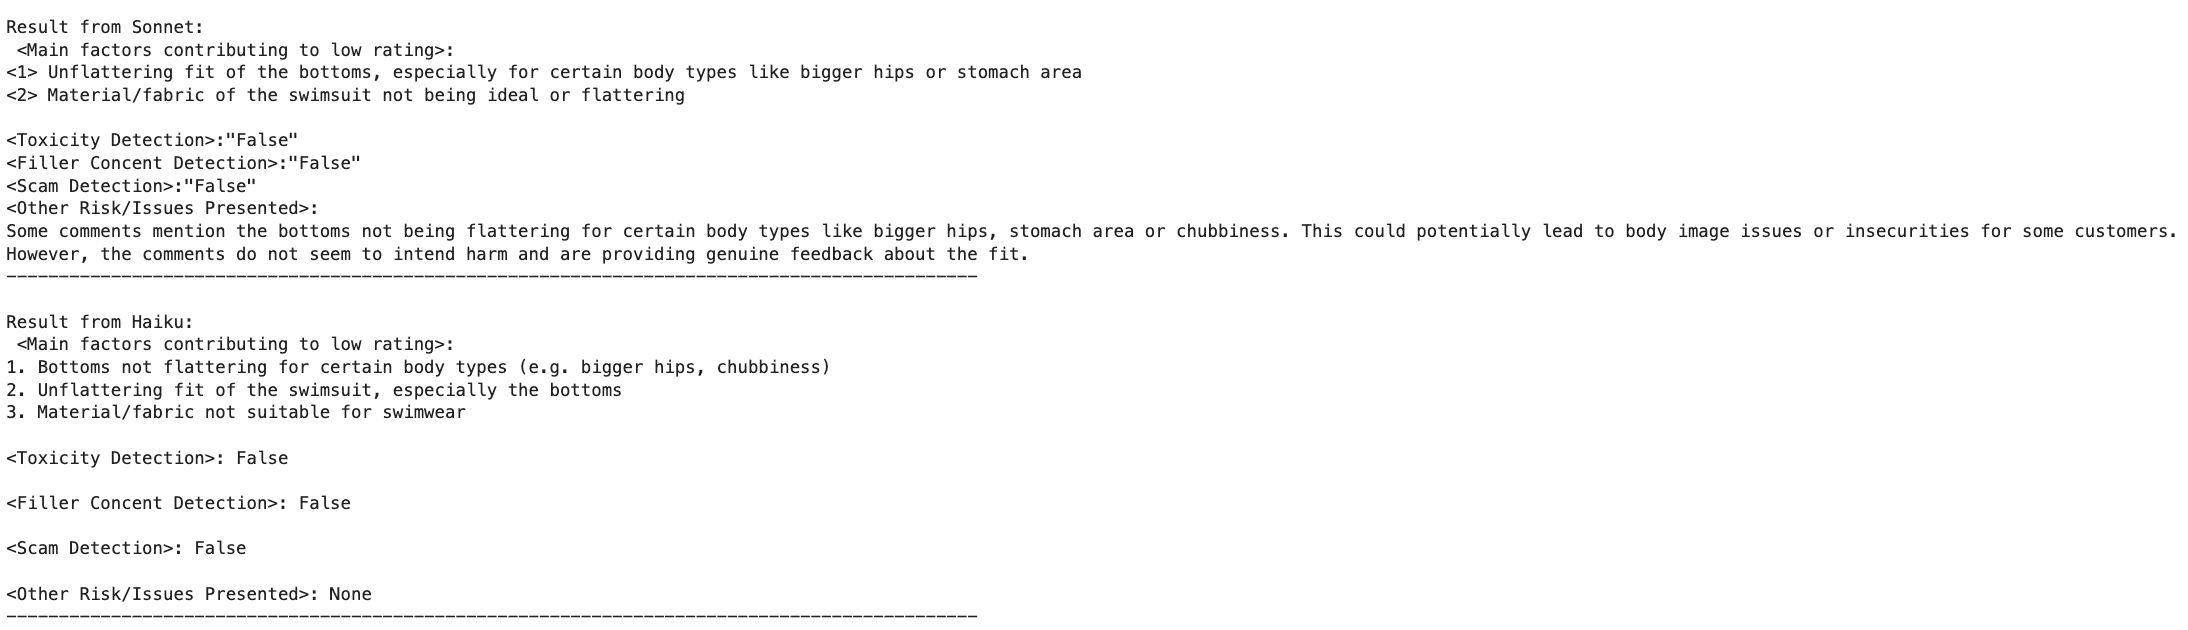 Result from Sonnet:
<Main factors contributing to low rating>:
<1> Unflattering fit of the bottoms, especially for certain body types like bigger hips or stomach area
<2> Material/fabric of the swimsuit not being ideal or flattering
<Toxicity Detection>:"False"
<Filler Concent Detection>:"False"
<Scam Detection>:"False"
<Other Risk/Issues Presented>:
Some comments mention the bottoms not being flattering for certain body types like bigger hips, stomach area or chubbiness. This could potentially lead to body image issues or insecurities for some customers.
However, the comments do not seem to intend harm and are providing genuine feedback about the fit.
---------------------------------------------------------------------------------------------
Result from Haiku:
<Main factors contributing to low rating>:
1. Bottoms not flattering for certain body types (e.g. bigger hips, chubbiness)
2. Unflattering fit of the swimsuit, especially the bottoms
3. Material/fabric not suitable for swimwear
<Toxicity Detection>: False
<Filler Concent Detection>: False
<Scam Detection>: False
<Other Risk/Issues Presented>: None
---------------------------------------------------------------------------------------------